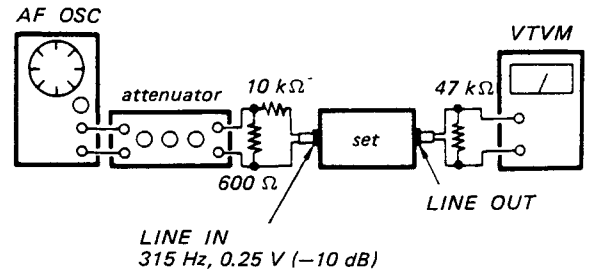 AF OSC
VTVM
attenuator
10 kΩ
47 kΩ
set
600 Ω
LINE OUT
LINE IN
315 Hz, 0.25 V (−10 dB)